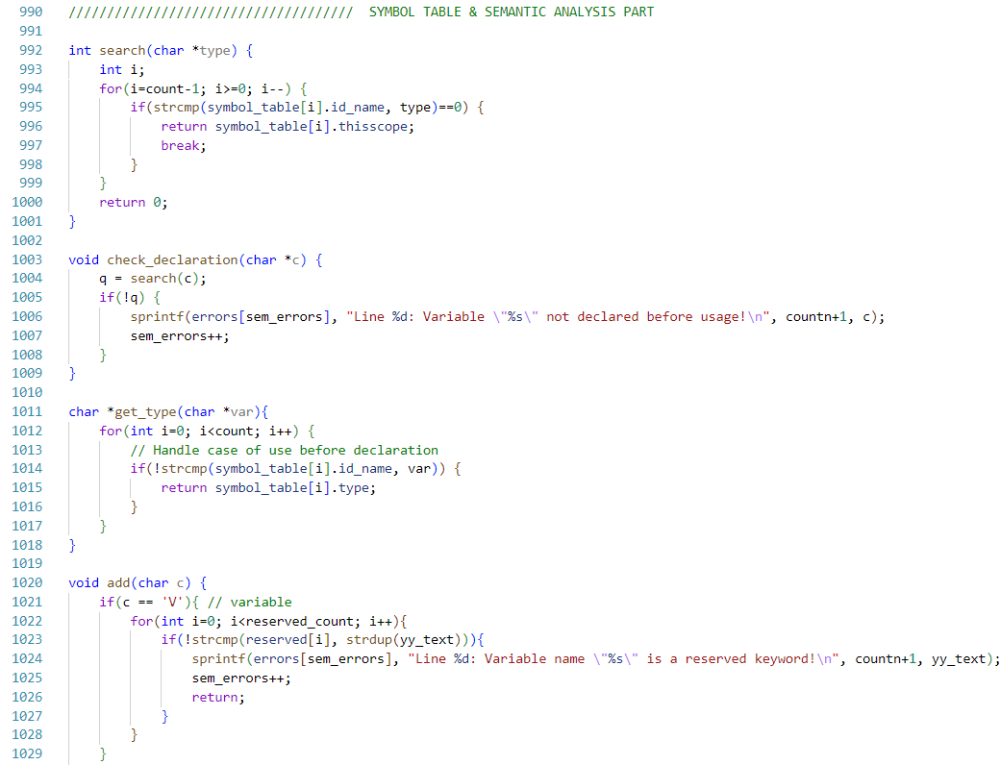 990 ///////////////////////////////////// SYMBOL TABLE & SEMANTIC ANALYSIS PART
991
992 int search(char *type) {
993     int i;
994     for(i=count-1; i>=0; i--) {
995         if(strcmp(symbol_table[i].id_name, type)==0) {
996             return symbol_table[i].thisscope;
997             break;
998         }
999     }
1000     return 0;
1001 }
1002
1003 void check_declaration(char *c) {
1004     q = search(c);
1005     if(!q) {
1006         sprintf(errors[sem_errors], "Line %d: Variable \"%s\" not declared before usage!\n", countn+1, c);
1007         sem_errors++;
1008     }
1009 }
1010
1011 char *get_type(char *var){
1012     for(int i=0; i<count; i++) {
1013         // Handle case of use before declaration
1014         if(!strcmp(symbol_table[i].id_name, var)) {
1015             return symbol_table[i].type;
1016         }
1017     }
1018 }
1019
1020 void add(char c) {
1021     if(c == 'V'){ // variable
1022         for(int i=0; i<reserved_count; i++){
1023             if(!strcmp(reserved[i], strdup(yy_text))){
1024                 sprintf(errors[sem_errors], "Line %d: Variable name \"%s\" is a reserved keyword!\n", countn+1, yy_text);
1025                 sem_errors++;
1026                 return;
1027             }
1028         }
1029     }